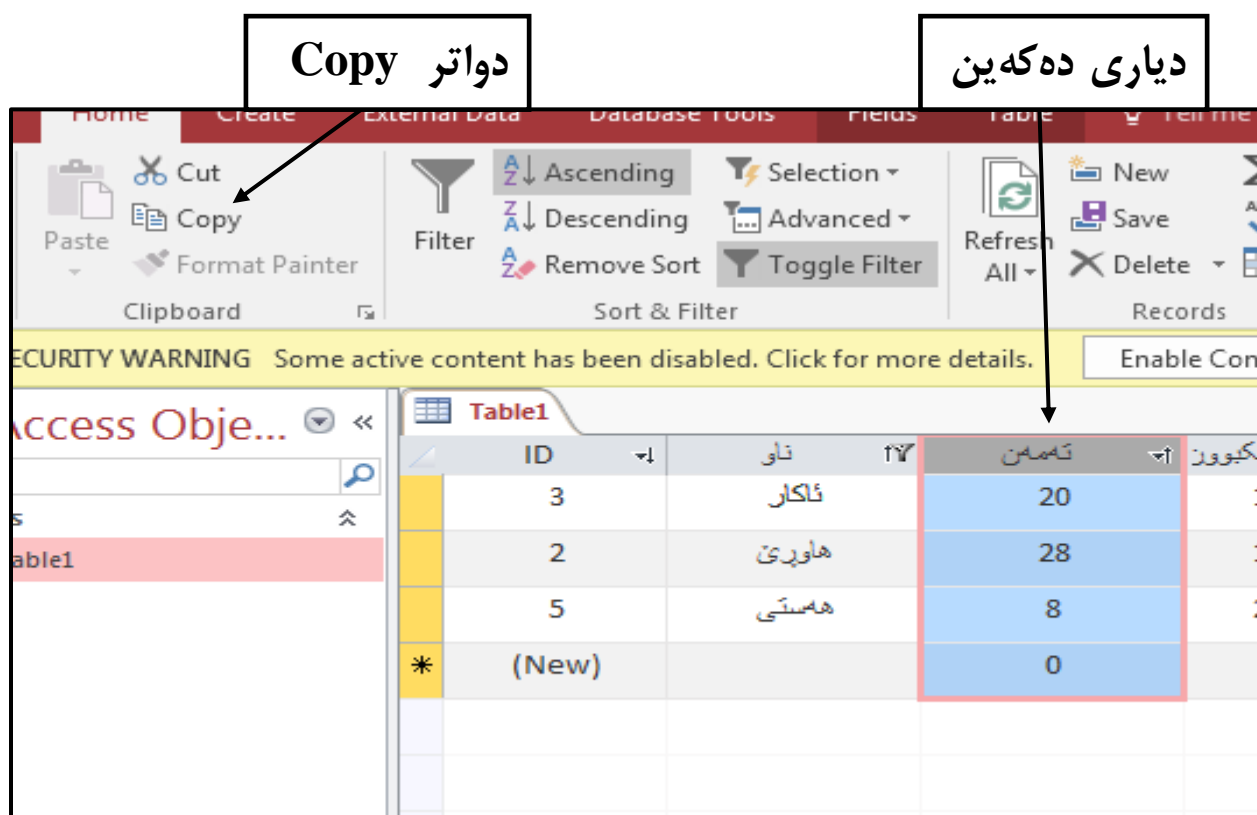 دواتر Copy
دیاری دەکەین
Home Create External Data Database Tools Fields Table Tell me
Cut
Copy
Paste
Format Painter
Clipboard
Filter
Ascending
Descending
Remove Sort
Selection
Advanced
Toggle Filter
Sort & Filter
Refresh
All
New
Save
Delete
Records
ECURITY WARNING Some active content has been disabled. Click for more details. Enable Con
Access Obje...
Table1
able1
ID ناو تەمەن
3 ئاکار 20
2 هاوڕێ 28
5 هەستی 8
(New) 0